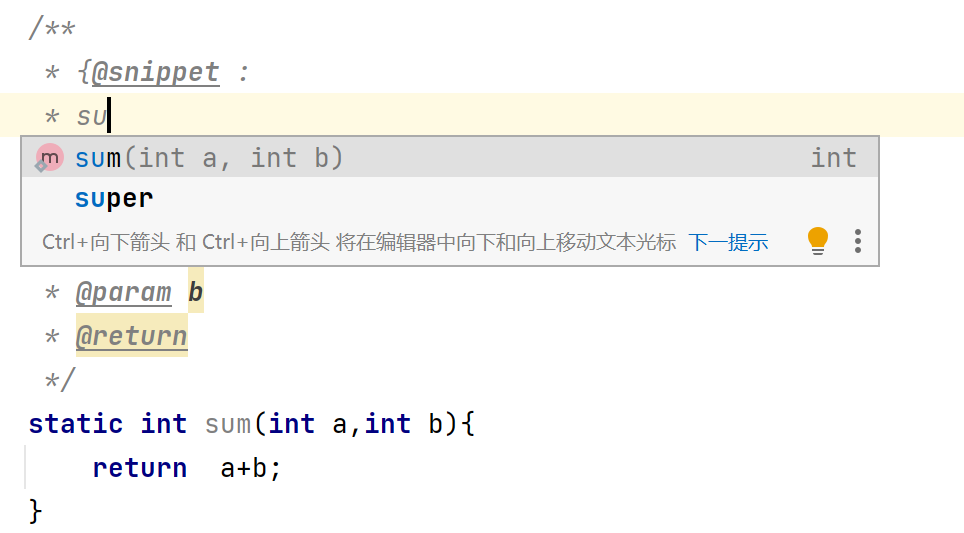 /**
 * {@snippet :
 * su
m sum(int a, int b) int
super
Ctrl+向下箭头 和 Ctrl+向上箭头 将在编辑器中向下和向上移动文本光标 下一提示
 * @param b
 * @return
 */
static int sum(int a,int b){
    return  a+b;
}